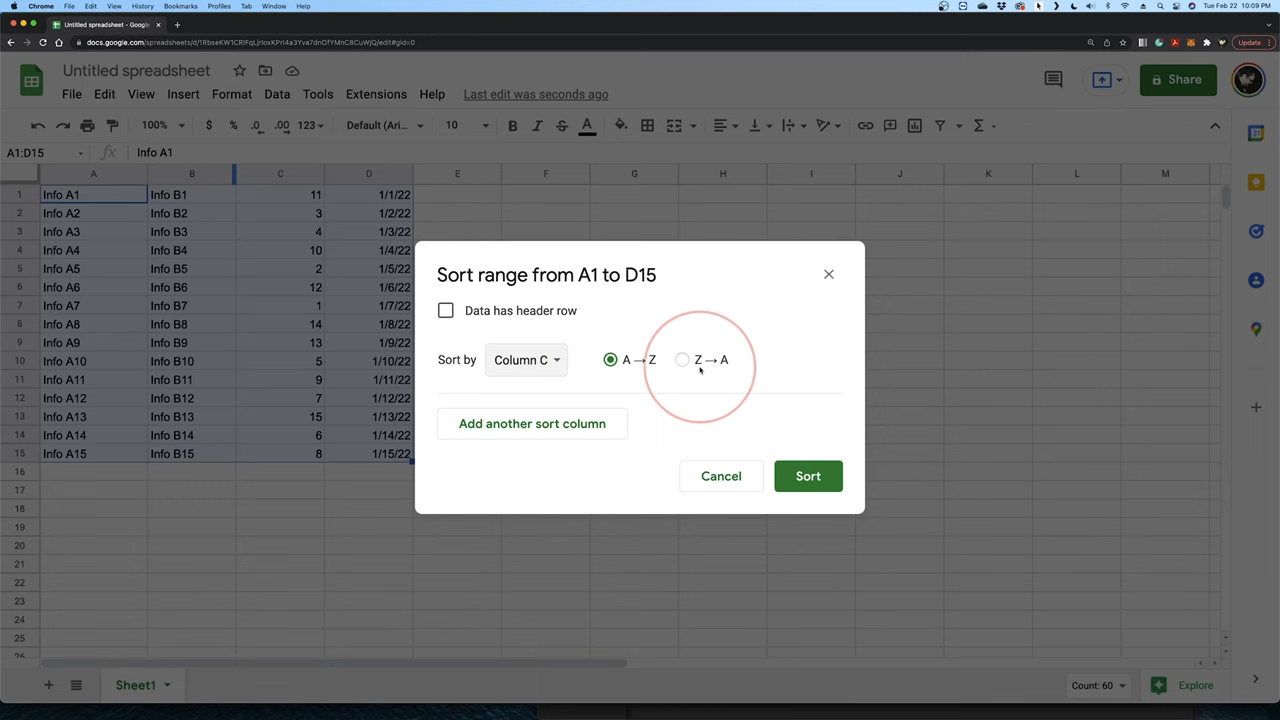 Chrome File Edit View History Bookmarks Profiles Tab Window Help Tue Feb 22 10:09 PM
Untitled spreadsheet - Google
Update
Untitled spreadsheet
File Edit View Insert Format Data Tools Extensions Help Last edit was seconds ago
Share
100% $ % .0 .00 123 Default (Ari... 10 B I S A
A1:D15 fx Info A1
A B C D E F G H I J K L M
1 Info A1 Info B1 11 1/1/22
2 Info A2 Info B2 3 1/2/22
3 Info A3 Info B3 4 1/3/22
4 Info A4 Info B4 10 1/4/22
5 Info A5 Info B5 2 1/5/22
6 Info A6 Info B6 12 1/6/22
7 Info A7 Info B7 1 1/7/22
8 Info A8 Info B8 14 1/8/22
9 Info A9 Info B9 13 1/9/22
10 Info A10 Info B10 5 1/10/22
11 Info A11 Info B11 9 1/11/22
12 Info A12 Info B12 7 1/12/22
13 Info A13 Info B13 15 1/13/22
14 Info A14 Info B14 6 1/14/22
15 Info A15 Info B15 8 1/15/22
16
17
18
19
20
21
22
23
24
25
26
Sort range from A1 to D15
Data has header row
Sort by Column C A → Z Z → A
Add another sort column
Cancel Sort
Sheet1 Count: 60 Explore